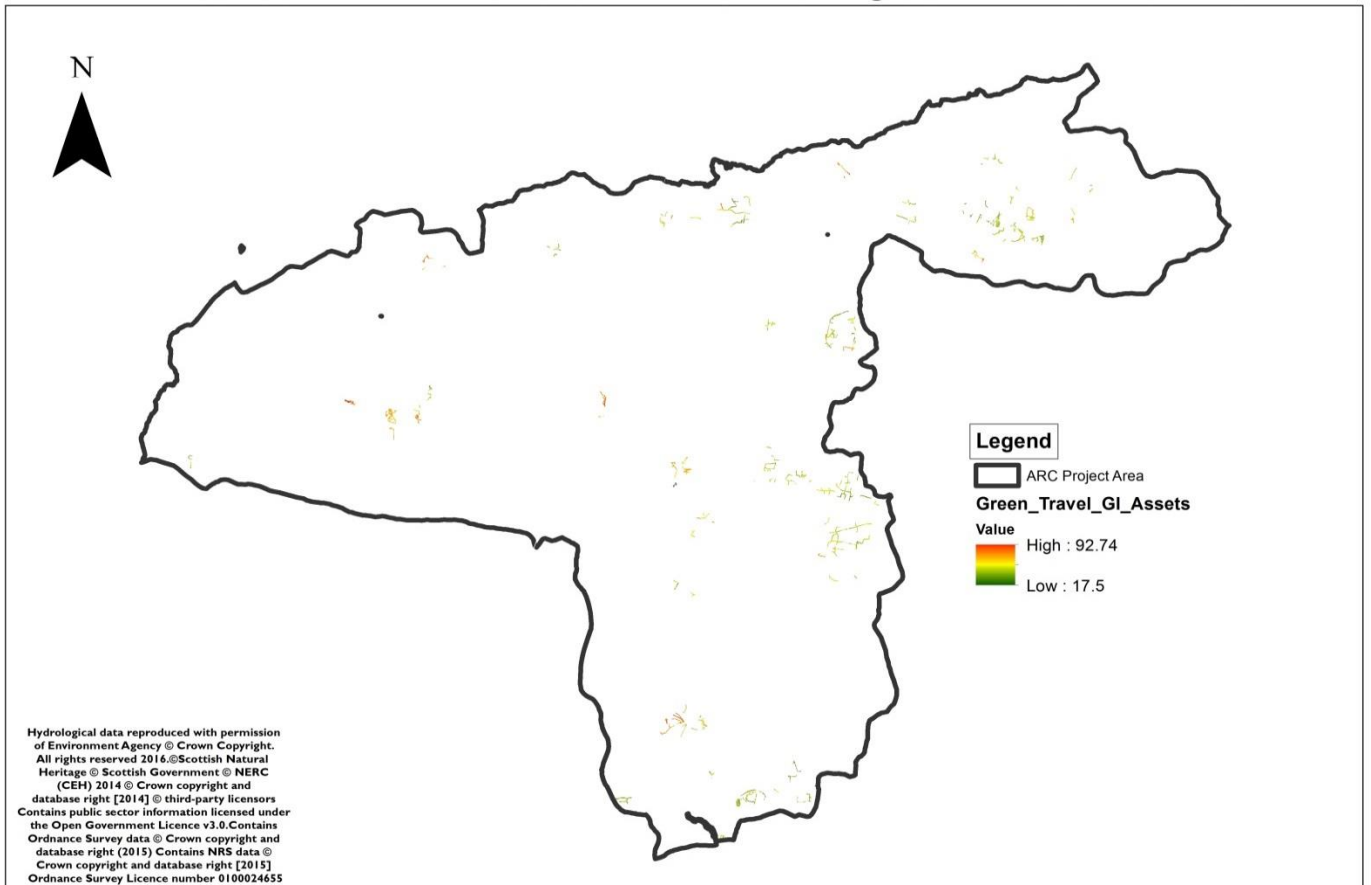 N
Legend
ARC Project Area
Green_Travel_GI_Assets
Value
High : 92.74
Low : 17.5
Hydrological data reproduced with permission
of Environment Agency © Crown Copyright.
All rights reserved 2016.©Scottish Natural
Heritage © Scottish Government © NERC
(CEH) 2014 © Crown copyright and
database right [2014] © third-party licensors
Contains public sector information licensed under
the Open Government Licence v3.0.Contains
Ordnance Survey data © Crown copyright and
database right (2015) Contains NRS data ©
Crown copyright and database right [2015]
Ordnance Survey Licence number 0100024655